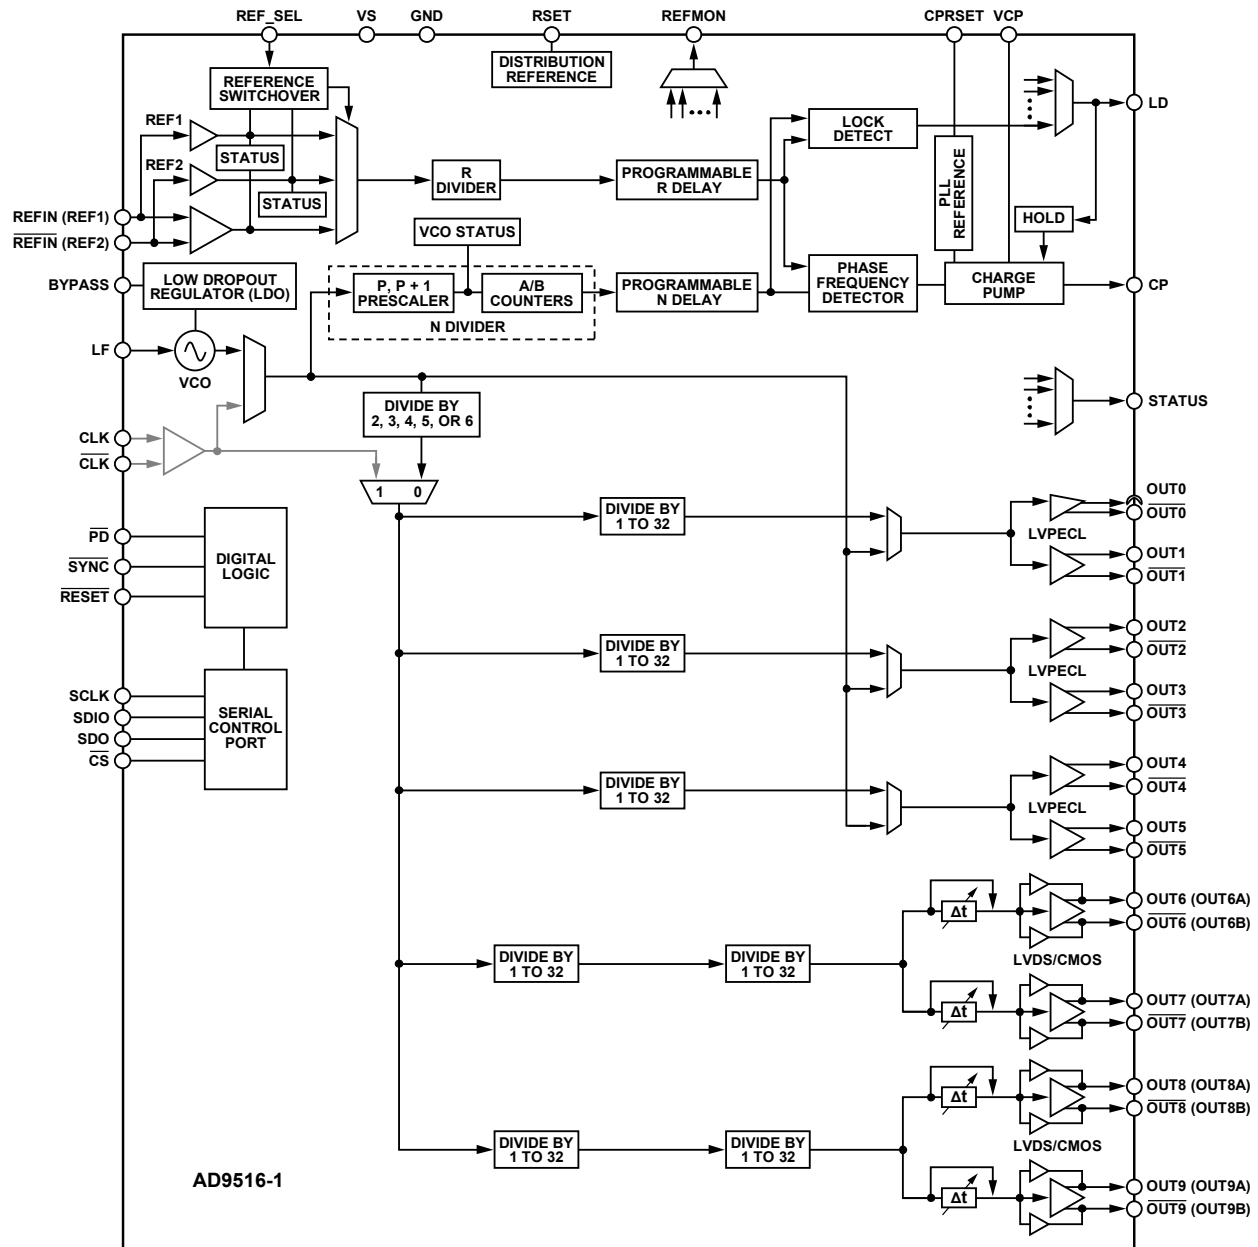 REF_SEL
VS
GND
RSET
REFMON
CPRSET
VCP
REFERENCE
SWITCHOVER
DISTRIBUTION
REFERENCE
LD
REF1
STATUS
REF2
STATUS
LOCK
DETECT
R
DIVIDER
PROGRAMMABLE
R DELAY
PLL
REFERENCE
HOLD
REFIN (REF1)
REFIN (REF2)
VCO STATUS
BYPASS
LOW DROPOUT
REGULATOR (LDO)
P, P + 1
PRESCALER
A/B
COUNTERS
N DIVIDER
PROGRAMMABLE
N DELAY
PHASE
FREQUENCY
DETECTOR
CHARGE
PUMP
CP
LF
VCO
DIVIDE BY
2, 3, 4, 5, OR 6
STATUS
CLK
CLK
1 0
PD
SYNC
RESET
DIGITAL
LOGIC
DIVIDE BY
1 TO 32
LVPECL
OUT0
OUT0
OUT1
OUT1
DIVIDE BY
1 TO 32
LVPECL
OUT2
OUT2
OUT3
OUT3
SCLK
SDIO
SDO
CS
SERIAL
CONTROL
PORT
DIVIDE BY
1 TO 32
LVPECL
OUT4
OUT4
OUT5
OUT5
DIVIDE BY
1 TO 32
DIVIDE BY
1 TO 32
Δt
Δt
LVDS/CMOS
OUT6 (OUT6A)
OUT6 (OUT6B)
OUT7 (OUT7A)
OUT7 (OUT7B)
DIVIDE BY
1 TO 32
DIVIDE BY
1 TO 32
Δt
Δt
LVDS/CMOS
OUT8 (OUT8A)
OUT8 (OUT8B)
OUT9 (OUT9A)
OUT9 (OUT9B)
AD9516-1